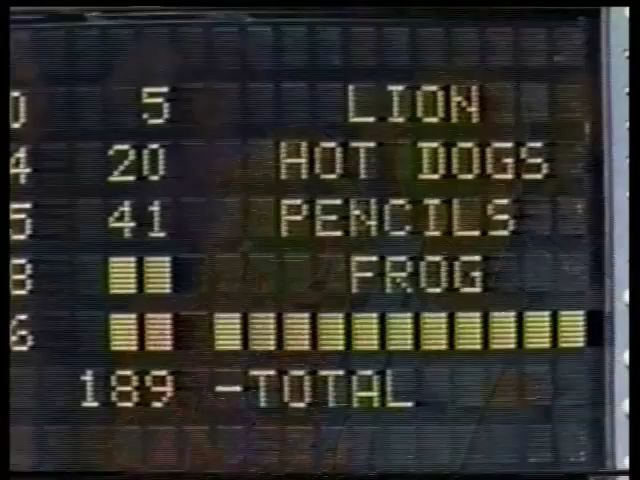 0 5 LION
4 20 HOT DOGS
5 41 PENCILS
8 FROG
6
189 -TOTAL